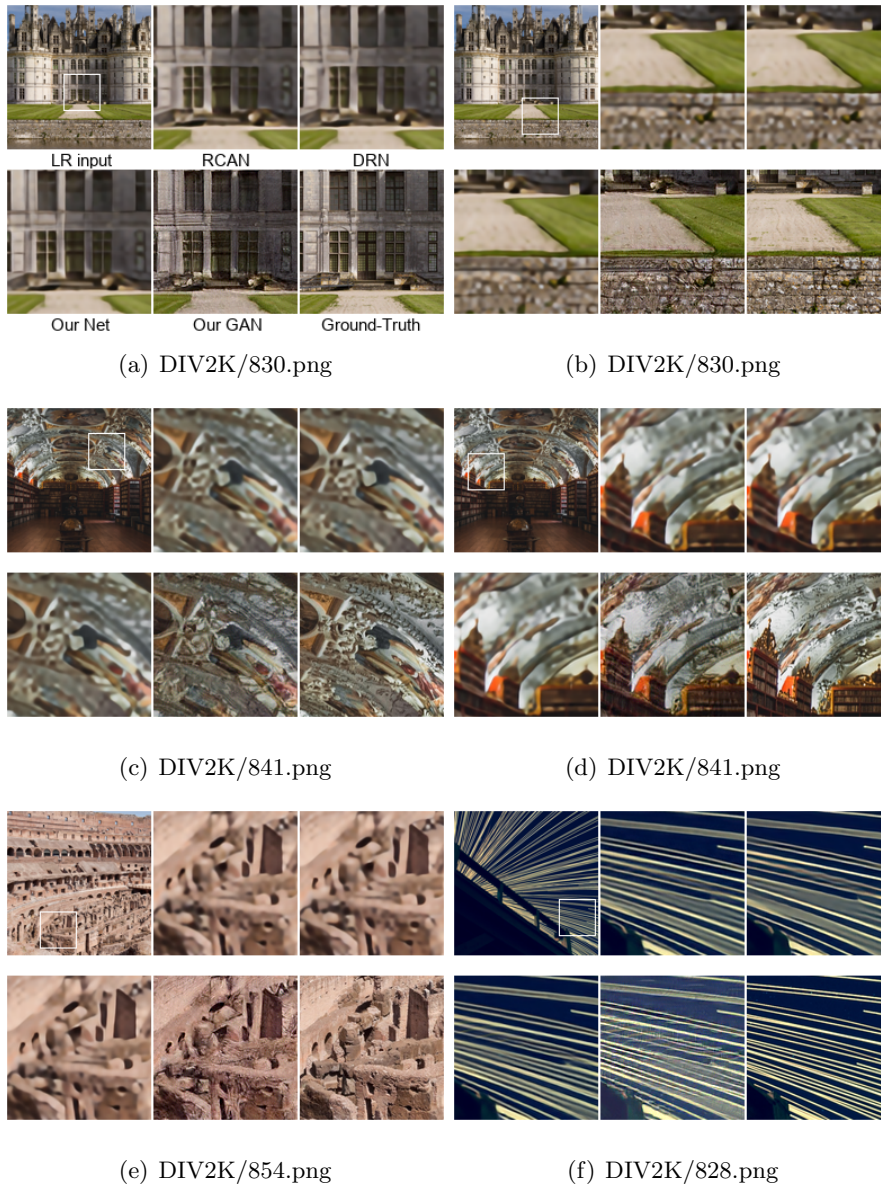 LR input RCAN DRN
Our Net Our GAN Ground-Truth
(a) DIV2K/830.png (b) DIV2K/830.png
(c) DIV2K/841.png (d) DIV2K/841.png
(e) DIV2K/854.png (f) DIV2K/828.png